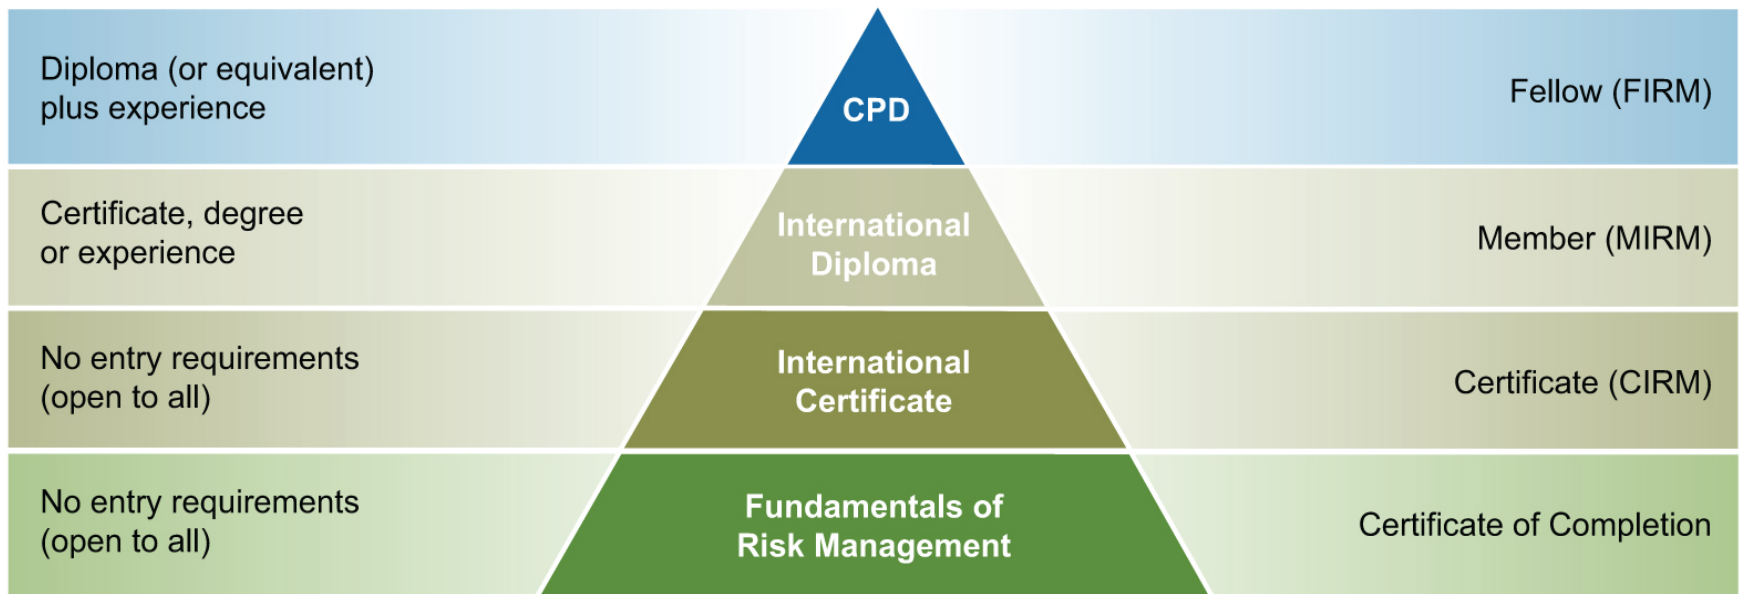 Diploma (or equivalent)
plus experience
CPD
Fellow (FIRM)
Certificate, degree
or experience
International
Diploma
Member (MIRM)
No entry requirements
(open to all)
International
Certificate
Certificate (CIRM)
No entry requirements
(open to all)
Fundamentals of
Risk Management
Certificate of Completion